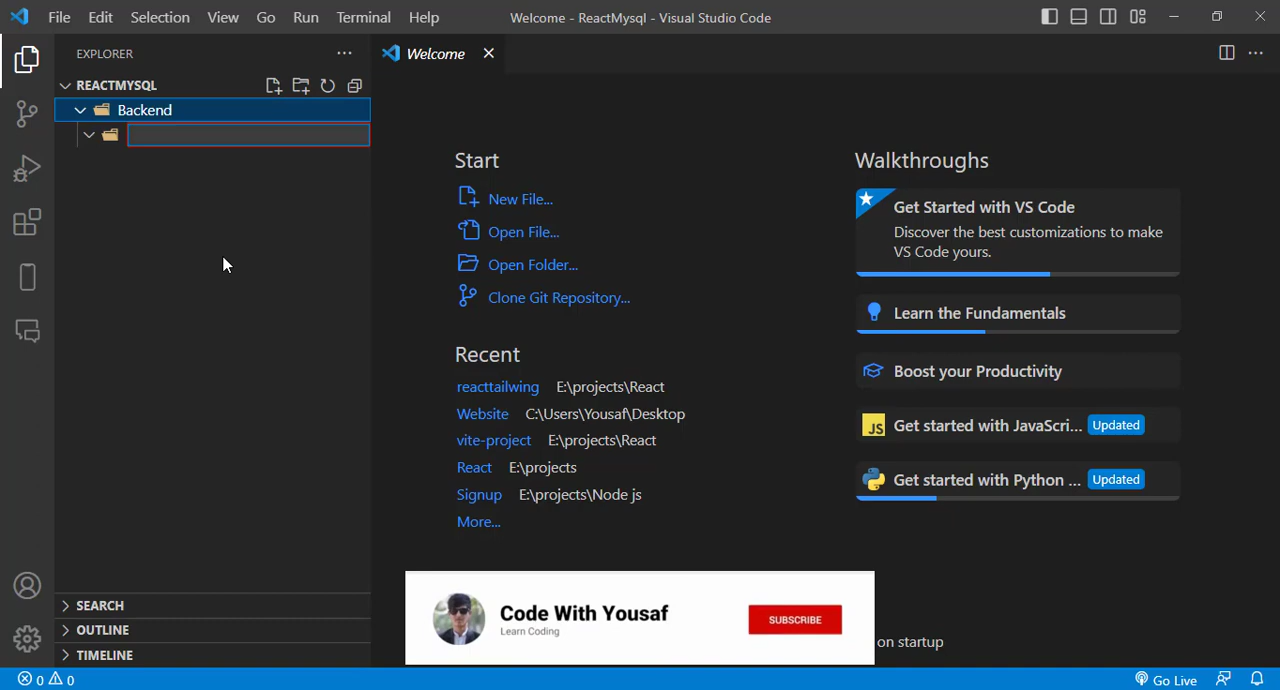 File Edit Selection View Go Run Terminal Help
Welcome - ReactMysql - Visual Studio Code
EXPLORER
REACTMYSQL
Backend
Welcome
Start
New File...
Open File...
Open Folder...
Clone Git Repository...
Recent
reacttailwing E:\projects\React
Website C:\Users\Yousaf\Desktop
vite-project E:\projects\React
React E:\projects
Signup E:\projects\Node js
More...
Walkthroughs
Get Started with VS Code
Discover the best customizations to make
VS Code yours.
Learn the Fundamentals
Boost your Productivity
JS Get started with JavaScri... Updated
Get started with Python ... Updated
Code With Yousaf
Learn Coding
SUBSCRIBE
on startup
SEARCH
OUTLINE
TIMELINE
0 0
Go Live